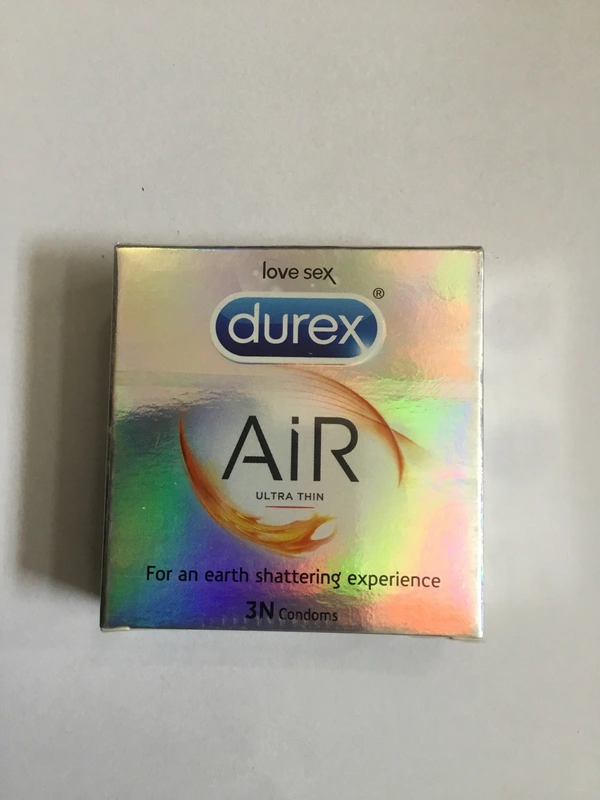 love sex
durex®
AiR
ULTRA THIN
For an earth shattering experience
3N Condoms